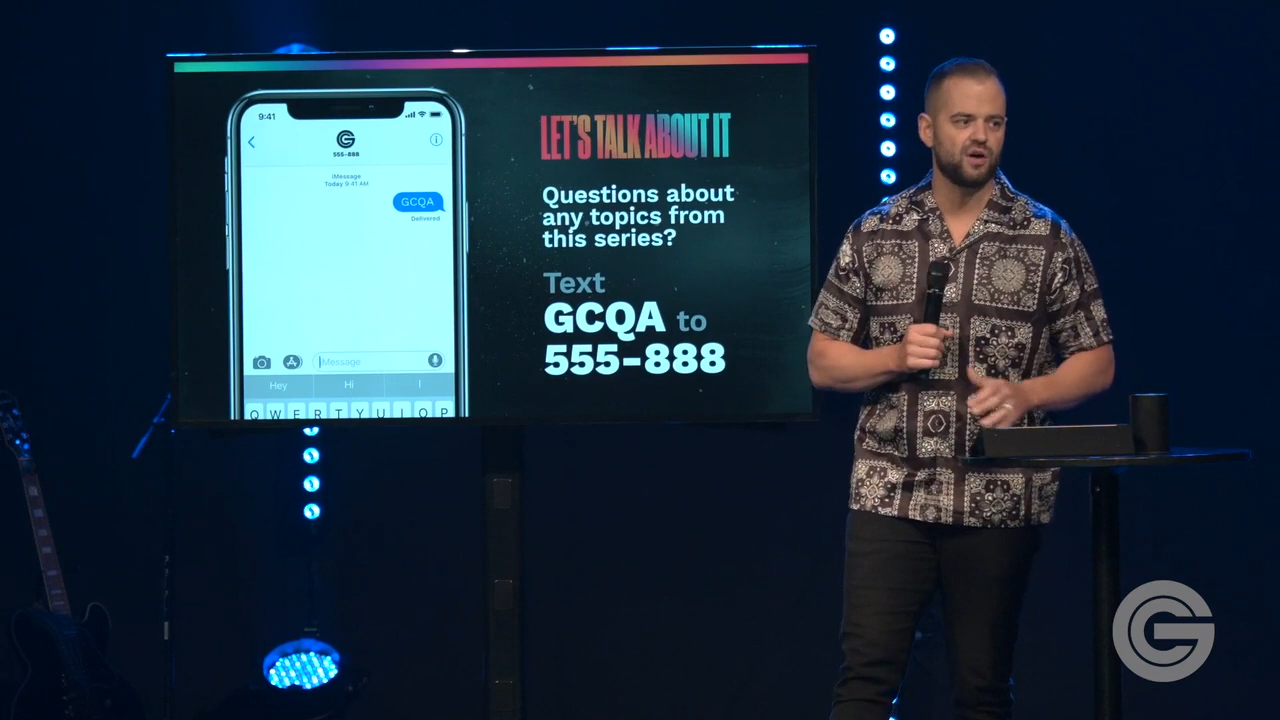 9:41
555-888
iMessage
Today 9:41 AM
GCQA
Delivered
iMessage
Hey Hi I
Q W E R T Y U I O P
LET'S TALK ABOUT IT
Questions about
any topics from
this series?
Text
GCQA to
555-888